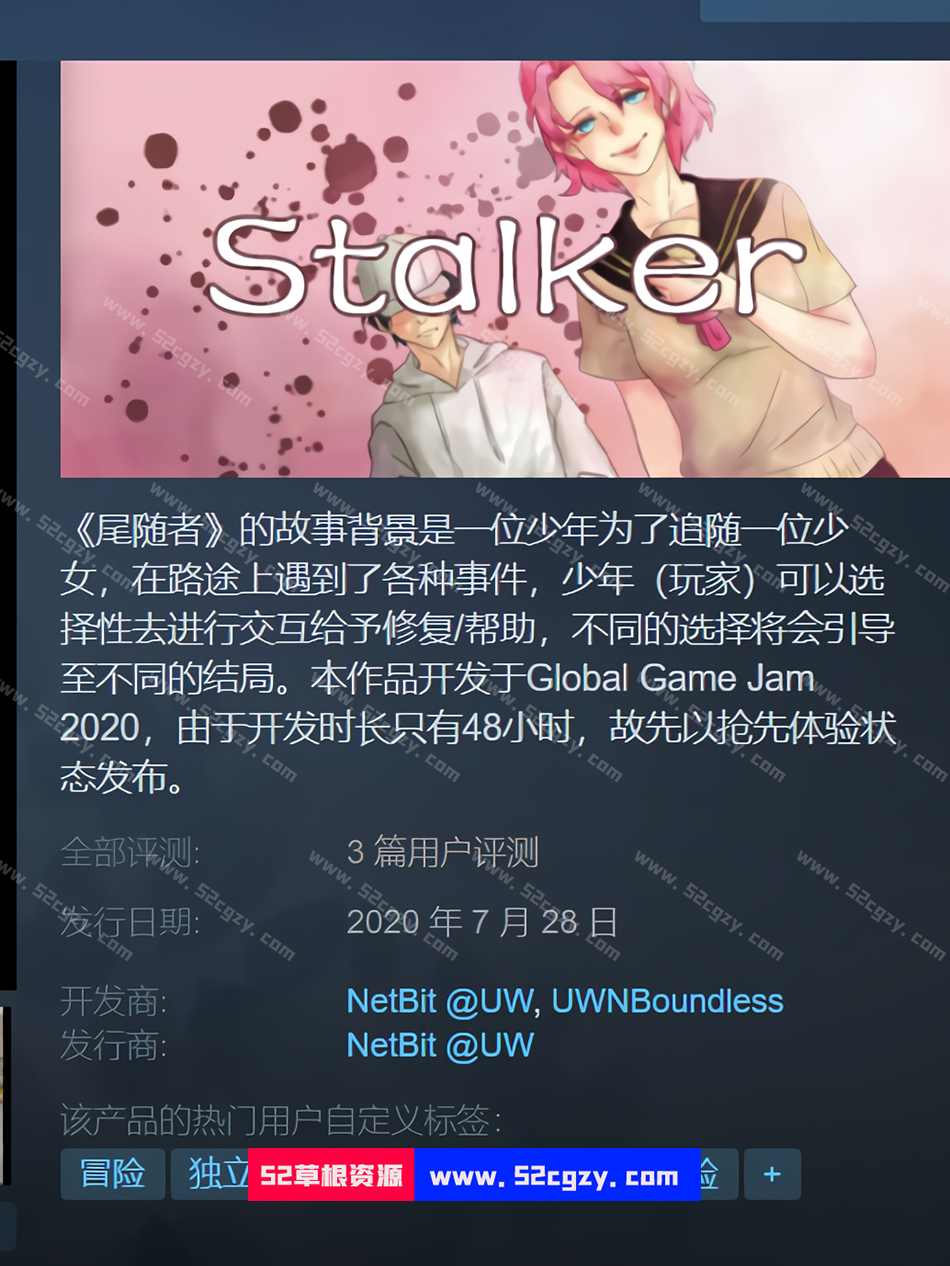 Stalker
《尾随者》的故事背景是一位少年为了追随一位少
女，在路途上遇到了各种事件，少年（玩家）可以选
择性去进行交互给予修复/帮助，不同的选择将会引导
至不同的结局。本作品开发于Global Game Jam
2020，由于开发时长只有48小时，故先以抢先体验状
态发布。
全部评测: 3 篇用户评测
发行日期: 2020 年 7 月 28 日
开发商: NetBit @UW, UWNBoundless
发行商: NetBit @UW
该产品的热门用户自定义标签:
冒险 独立 +
52草根资源 www.52cgzy.com
www.52cgzy.com